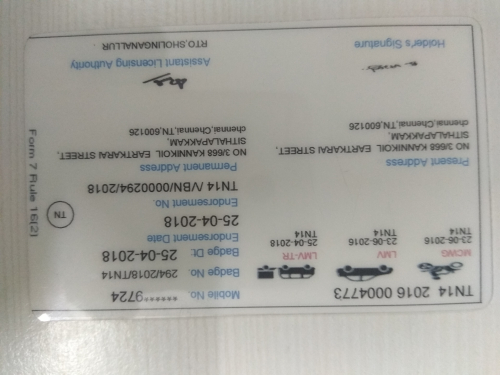 TN14 2016 0004773
MCWG
23-06-2016
TN14
LMV
23-06-2016
TN14
LMV-TR
25-04-2018
TN14
Mobile No. ******9724
Badge No. 294/2018/TN14
Badge Dt: 25-04-2018
Endorsement Date
25-04-2018
Endorsement No.
TN14 /VBN/0000294/2018
TN
Present Address
NO 3/668 KANNIKOIL EARTKARAI STREET,
SITHALAPAKKAM,
chennai,Chennai,TN,600126
Permanent Address
NO 3/668 KANNIKOIL EARTKARAI STREET,
SITHALAPAKKAM,
chennai,Chennai,TN,600126
Holder's Signature
Assistant Licensing Authority
RTO.SHOLINGANALLUR
Form 7 Rule 16(2)